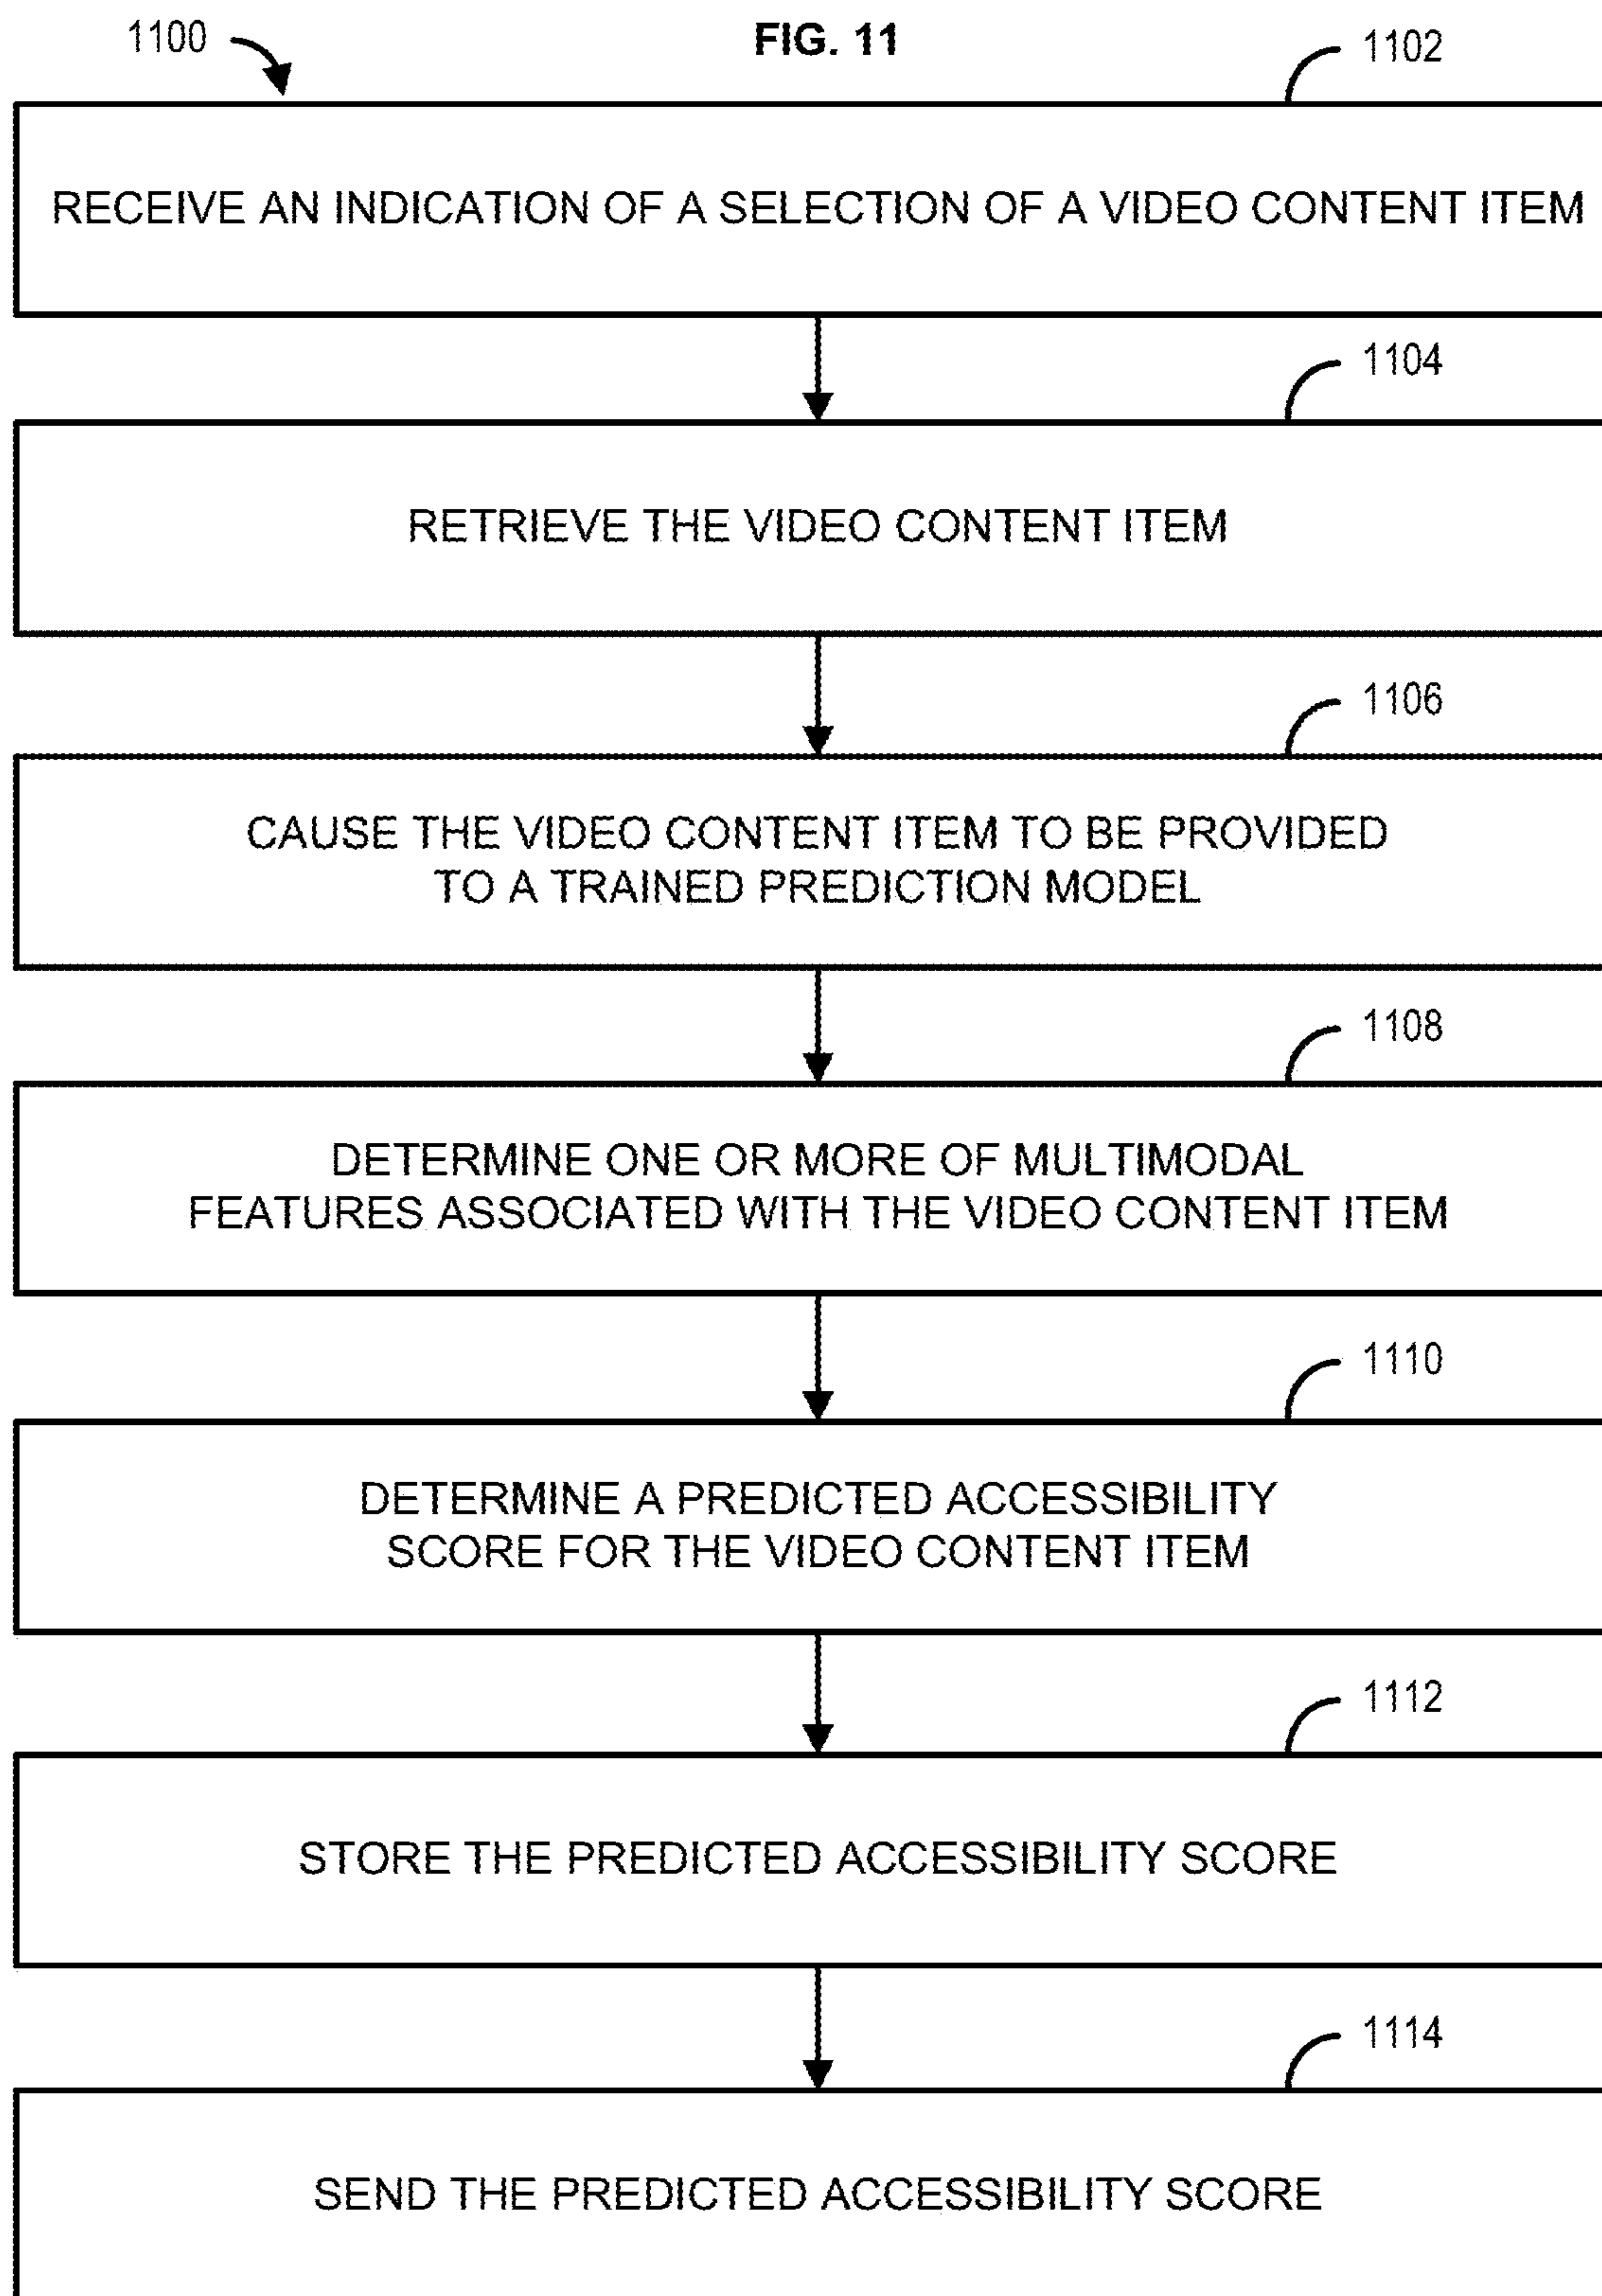 1100
FIG. 11
1102
RECEIVE AN INDICATION OF A SELECTION OF A VIDEO CONTENT ITEM
1104
RETRIEVE THE VIDEO CONTENT ITEM
1106
CAUSE THE VIDEO CONTENT ITEM TO BE PROVIDED
TO A TRAINED PREDICTION MODEL
1108
DETERMINE ONE OR MORE OF MULTIMODAL
FEATURES ASSOCIATED WITH THE VIDEO CONTENT ITEM
1110
DETERMINE A PREDICTED ACCESSIBILITY
SCORE FOR THE VIDEO CONTENT ITEM
1112
STORE THE PREDICTED ACCESSIBILITY SCORE
1114
SEND THE PREDICTED ACCESSIBILITY SCORE